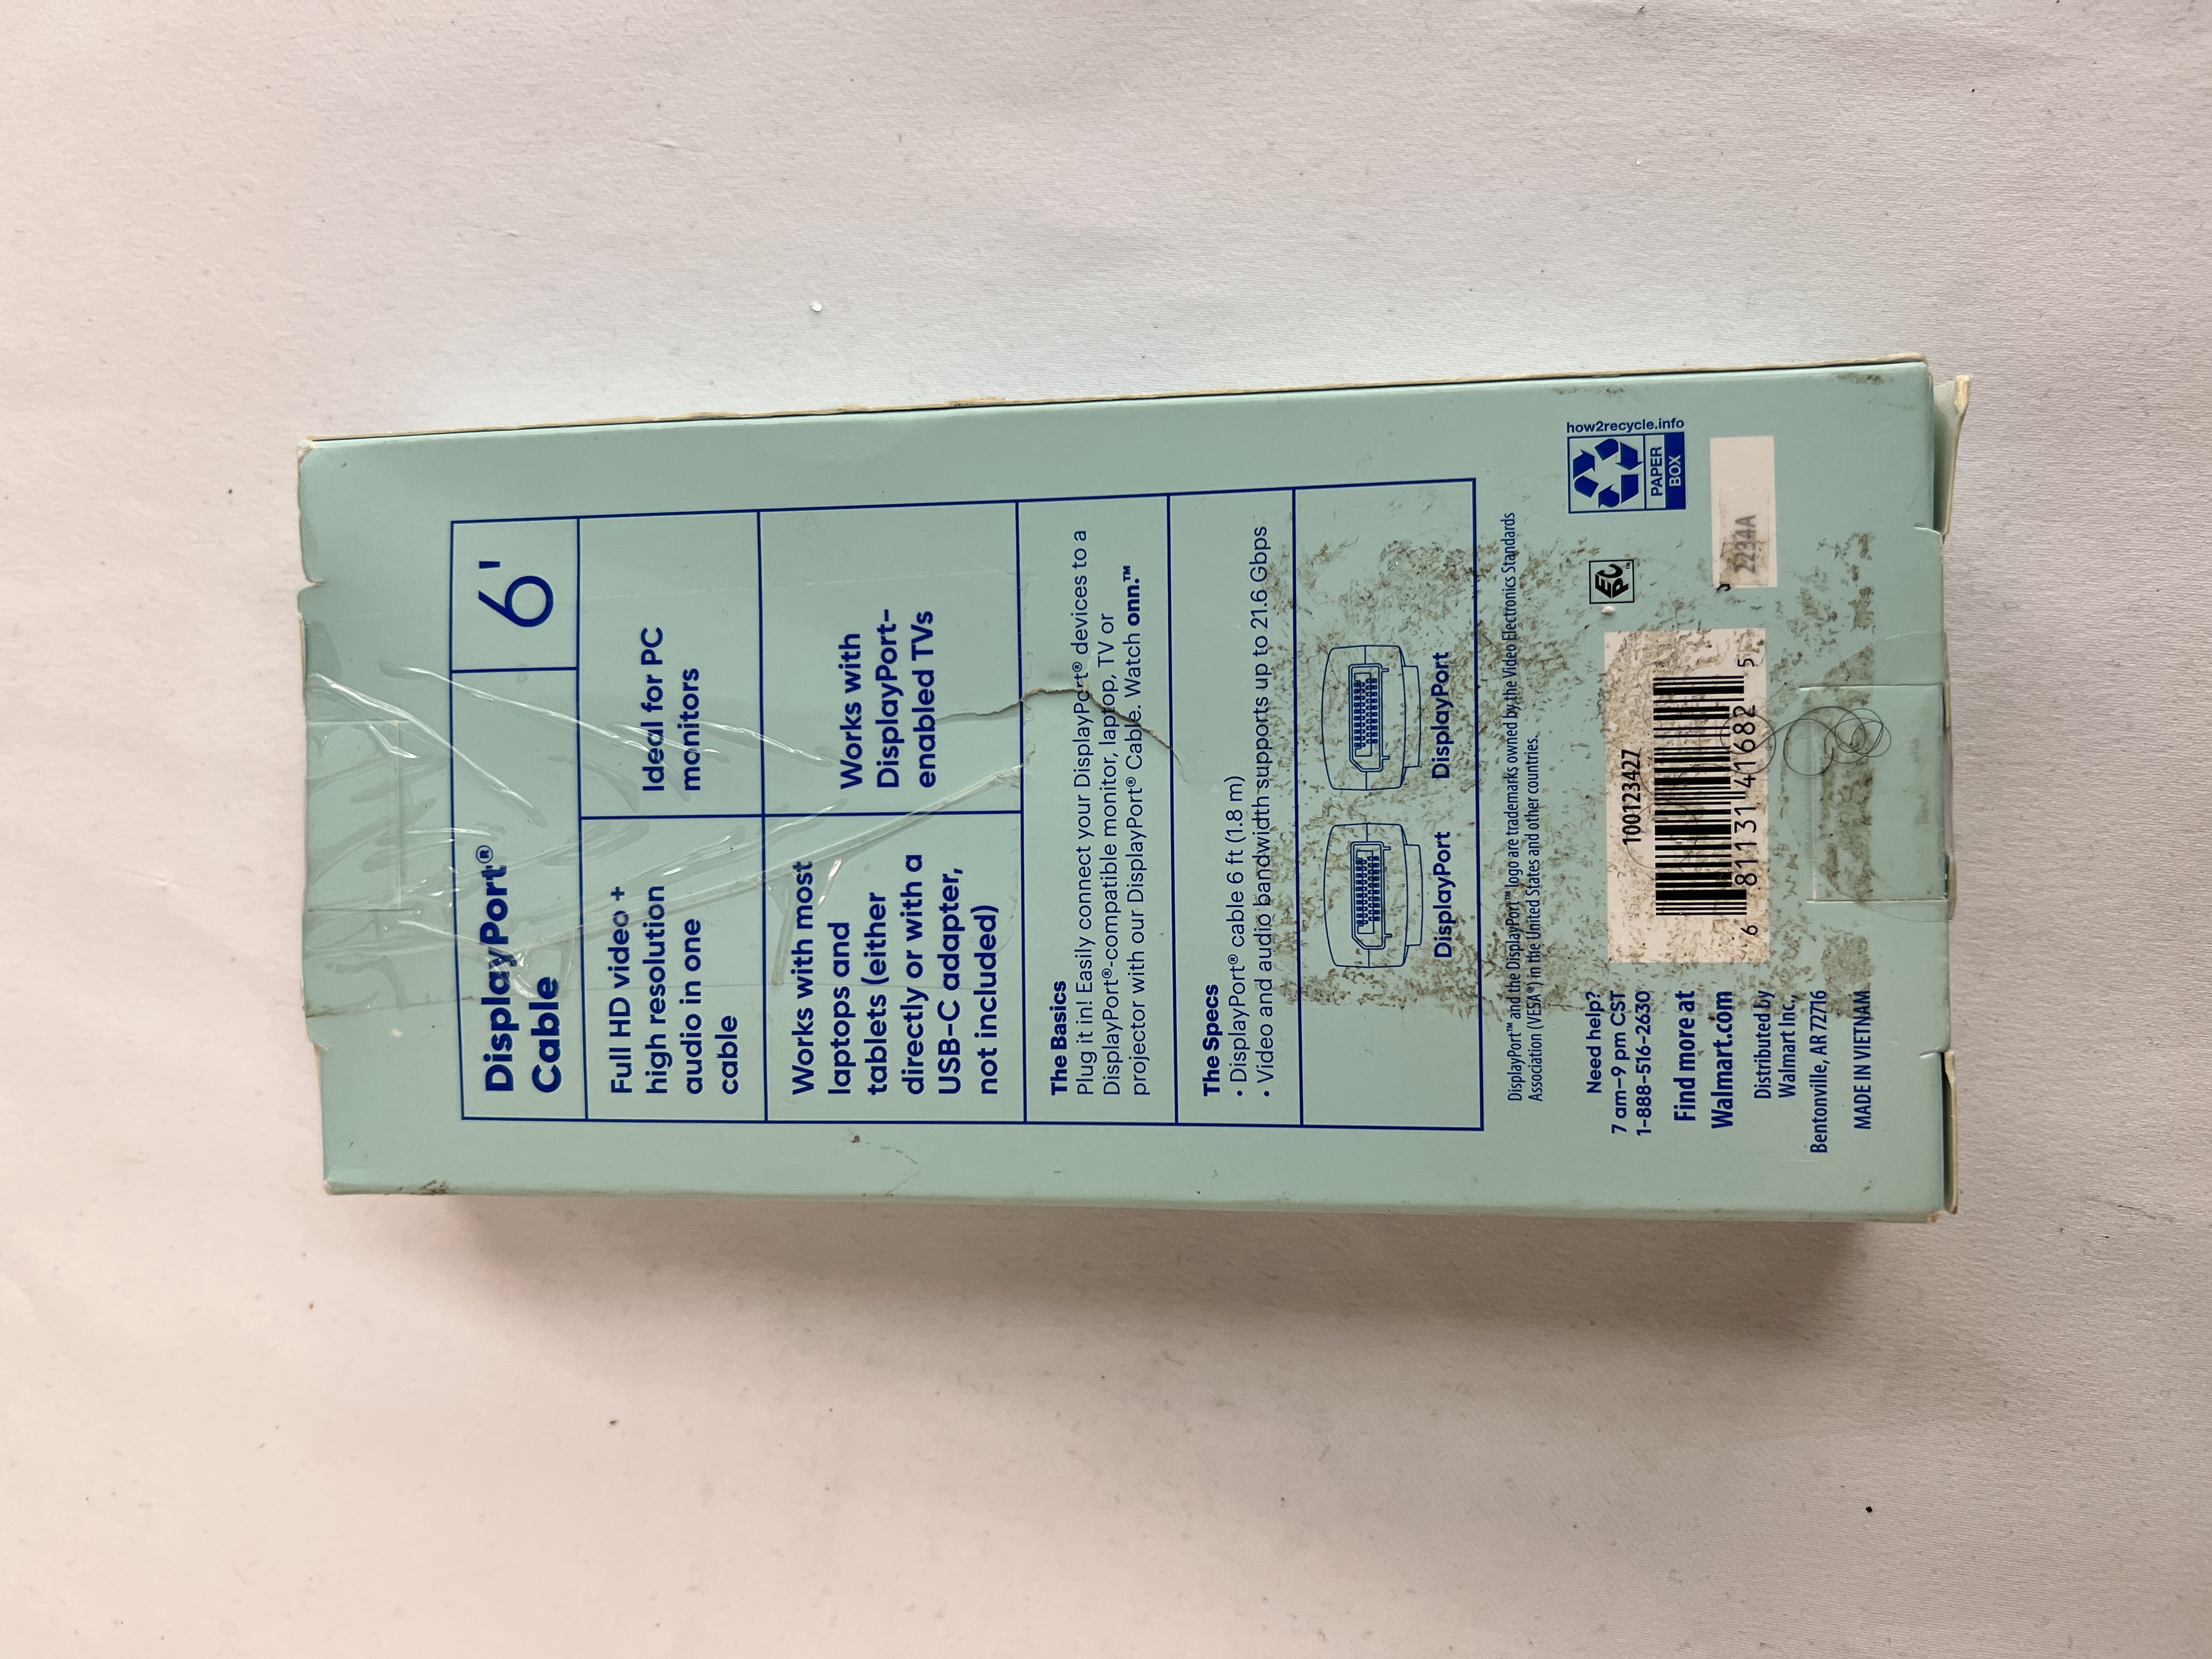 DisplayPort®
Cable
6'
Full HD video +
high resolution
audio in one
cable
Ideal for PC
monitors
Works with most
laptops and
tablets (either
directly or with a
USB-C adapter,
not included)
Works with
DisplayPort-
enabled TVs
The Basics
Plug it in! Easily connect your DisplayPort® devices to a
DisplayPort®-compatible monitor, laptop, TV or
projector with our DisplayPort® Cable. Watch onn.™
The Specs
• DisplayPort® cable 6 ft (1.8 m)
• Video and audio bandwidth supports up to 21.6 Gbps
DisplayPort
DisplayPort
DisplayPort™ and the DisplayPort™ logo are trademarks owned by the Video Electronics Standards
Association (VESA®) in the United States and other countries.
Need help?
7 am-9 pm CST
1-888-516-2630
Find more at
Walmart.com
Distributed by
Walmart Inc.,
Bentonville, AR 72716
MADE IN VIETNAM
100123427
6 81131 41682 5
EPC™
how2recycle.info
PAPER
BOX
2234A